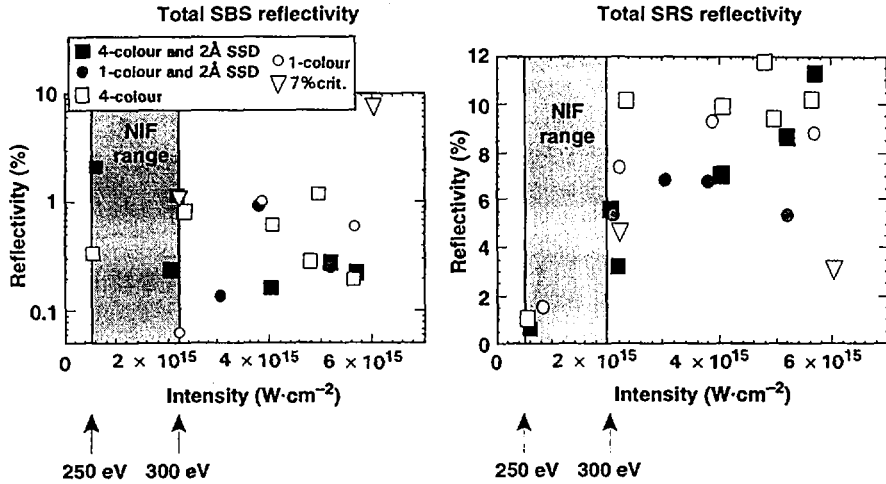 Total SBS reflectivity
4-colour and 2Å SSD
1-colour and 2Å SSD
4-colour
1-colour
7%crit.
NIF
range
Reflectivity (%)
10
1
0.1
0
2 × 10¹⁵
4 × 10¹⁵
6 × 10¹⁵
Intensity (W·cm⁻²)
250 eV
300 eV
Total SRS reflectivity
NIF
range
Reflectivity (%)
12
10
8
6
4
2
0
0
2 × 10¹⁵
4 × 10¹⁵
6 × 10¹⁵
Intensity (W·cm⁻²)
250 eV
300 eV